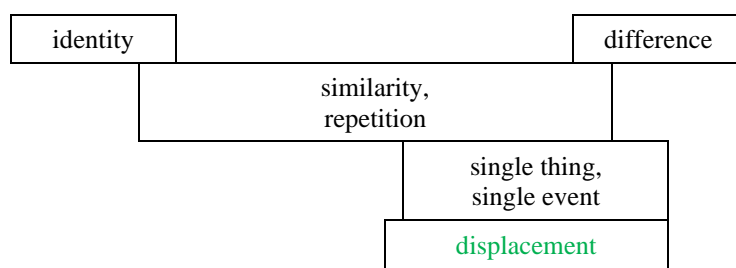 identity
difference
similarity,
repetition
single thing,
single event
displacement